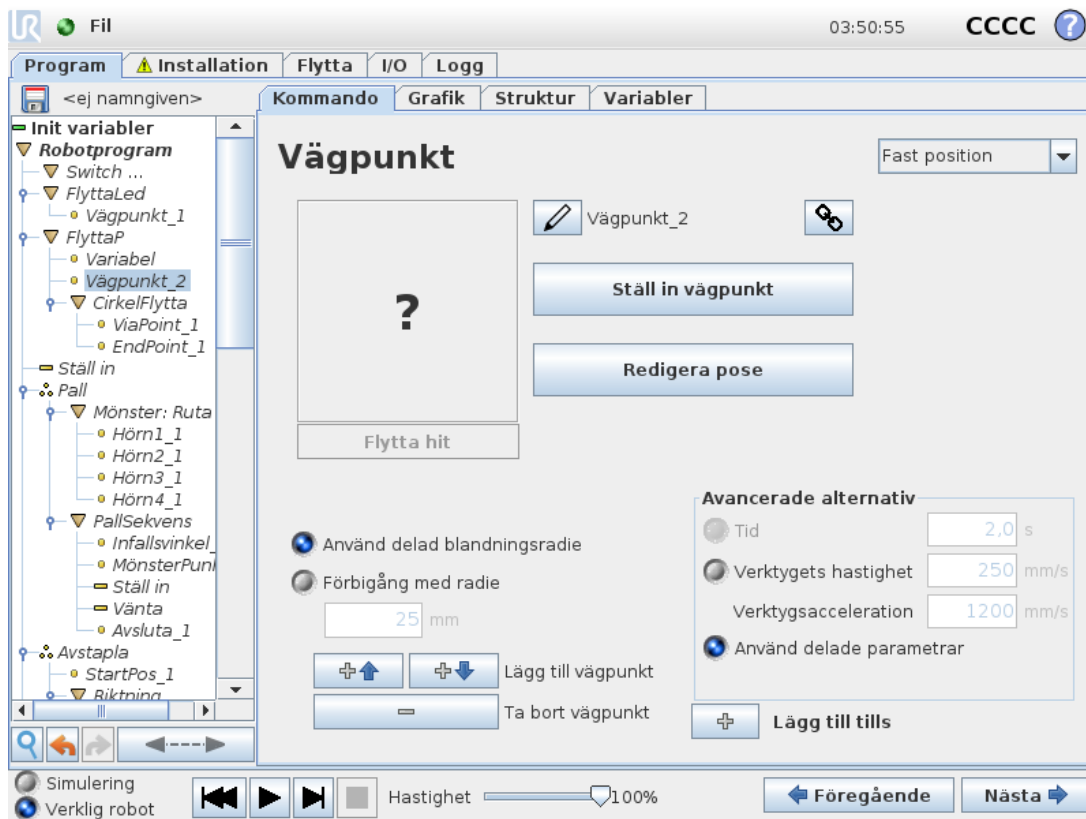 UR Fil 03:50:55 CCCC ?
Program Installation Flytta I/O Logg
<ej namngiven>
Kommando Grafik Struktur Variabler
Init variabler
Robotprogram
Switch ...
FlyttaLed
Vägpunkt_1
FlyttaP
Variabel
Vägpunkt_2
CirkelFlytta
ViaPoint_1
EndPoint_1
Ställ in
Pall
Mönster: Ruta
Hörn1_1
Hörn2_1
Hörn3_1
Hörn4_1
PallSekvens
Infallsvinkel_
MönsterPunk
Ställ in
Vänta
Avsluta_1
Avstapla
StartPos_1
Riktning
Vägpunkt
Fast position
?
Flytta hit
Vägpunkt_2
Ställ in vägpunkt
Redigera pose
Använd delad blandningsradie
Förbigång med radie
25 mm
Lägg till vägpunkt
Ta bort vägpunkt
Avancerade alternativ
Tid 2,0 s
Verktygets hastighet 250 mm/s
Verktygsacceleration 1200 mm/s
Använd delade parametrar
Lägg till tills
Simulering
Verklig robot
Hastighet 100%
Föregående
Nästa